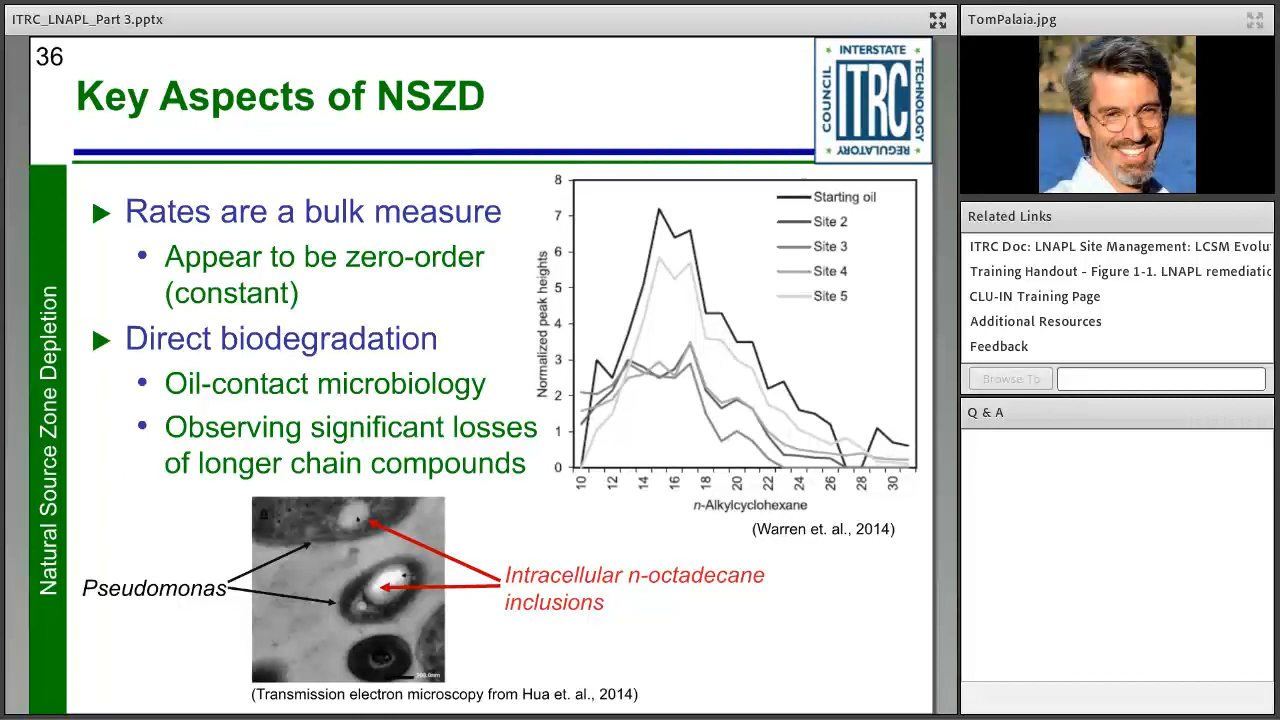 ITRC_LNAPL_Part 3.pptx
36
Key Aspects of NSZD
INTERSTATE
TECHNOLOGY
REGULATORY
COUNCIL
ITRC
Natural Source Zone Depletion
Rates are a bulk measure
Appear to be zero-order
(constant)
Direct biodegradation
Oil-contact microbiology
Observing significant losses
of longer chain compounds
Normalized peak heights
8
7
6
5
4
3
2
1
0
Starting oil
Site 2
Site 3
Site 4
Site 5
10 12 14 16 18 20 22 24 26 28 30
n-Alkylcyclohexane
(Warren et. al., 2014)
Pseudomonas
Intracellular n-octadecane
inclusions
(Transmission electron microscopy from Hua et. al., 2014)
TomPalaia.jpg
Related Links
ITRC Doc: LNAPL Site Management: LCSM Evolu
Training Handout - Figure 1-1. LNAPL remediatic
CLU-IN Training Page
Additional Resources
Feedback
Browse To
Q & A